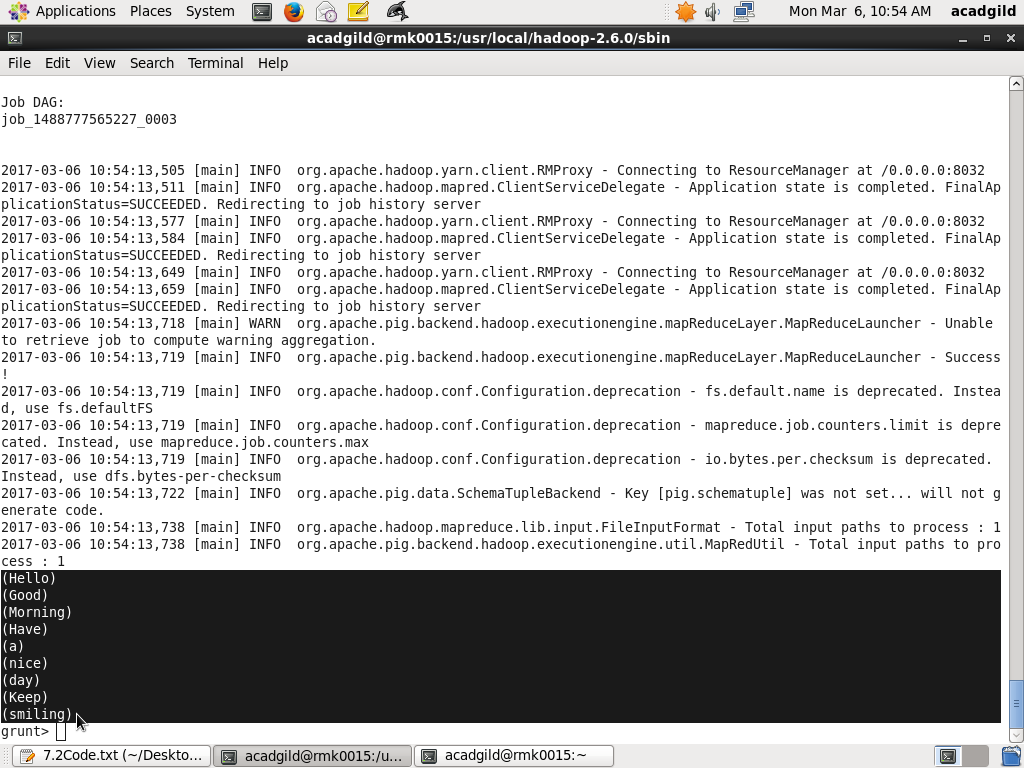 Applications Places System Mon Mar 6, 10:54 AM acadgild
acadgild@rmk0015:/usr/local/hadoop-2.6.0/sbin
File Edit View Search Terminal Help
Job DAG:
job_1488777565227_0003
2017-03-06 10:54:13,505 [main] INFO  org.apache.hadoop.yarn.client.RMProxy - Connecting to ResourceManager at /0.0.0.0:8032
2017-03-06 10:54:13,511 [main] INFO  org.apache.hadoop.mapred.ClientServiceDelegate - Application state is completed. FinalAp
plicationStatus=SUCCEEDED. Redirecting to job history server
2017-03-06 10:54:13,577 [main] INFO  org.apache.hadoop.yarn.client.RMProxy - Connecting to ResourceManager at /0.0.0.0:8032
2017-03-06 10:54:13,584 [main] INFO  org.apache.hadoop.mapred.ClientServiceDelegate - Application state is completed. FinalAp
plicationStatus=SUCCEEDED. Redirecting to job history server
2017-03-06 10:54:13,649 [main] INFO  org.apache.hadoop.yarn.client.RMProxy - Connecting to ResourceManager at /0.0.0.0:8032
2017-03-06 10:54:13,659 [main] INFO  org.apache.hadoop.mapred.ClientServiceDelegate - Application state is completed. FinalAp
plicationStatus=SUCCEEDED. Redirecting to job history server
2017-03-06 10:54:13,718 [main] WARN  org.apache.pig.backend.hadoop.executionengine.mapReduceLayer.MapReduceLauncher - Unable
to retrieve job to compute warning aggregation.
2017-03-06 10:54:13,719 [main] INFO  org.apache.pig.backend.hadoop.executionengine.mapReduceLayer.MapReduceLauncher - Success
!
2017-03-06 10:54:13,719 [main] INFO  org.apache.hadoop.conf.Configuration.deprecation - fs.default.name is deprecated. Instea
d, use fs.defaultFS
2017-03-06 10:54:13,719 [main] INFO  org.apache.hadoop.conf.Configuration.deprecation - mapreduce.job.counters.limit is depre
cated. Instead, use mapreduce.job.counters.max
2017-03-06 10:54:13,719 [main] INFO  org.apache.hadoop.conf.Configuration.deprecation - io.bytes.per.checksum is deprecated.
Instead, use dfs.bytes-per-checksum
2017-03-06 10:54:13,722 [main] INFO  org.apache.pig.data.SchemaTupleBackend - Key [pig.schematuple] was not set... will not g
enerate code.
2017-03-06 10:54:13,738 [main] INFO  org.apache.hadoop.mapreduce.lib.input.FileInputFormat - Total input paths to process : 1
2017-03-06 10:54:13,738 [main] INFO  org.apache.pig.backend.hadoop.executionengine.util.MapRedUtil - Total input paths to pro
cess : 1
(Hello)
(Good)
(Morning)
(Have)
(a)
(nice)
(day)
(Keep)
(smiling)
grunt>
7.2Code.txt (~/Deskto... acadgild@rmk0015:/u... acadgild@rmk0015:~